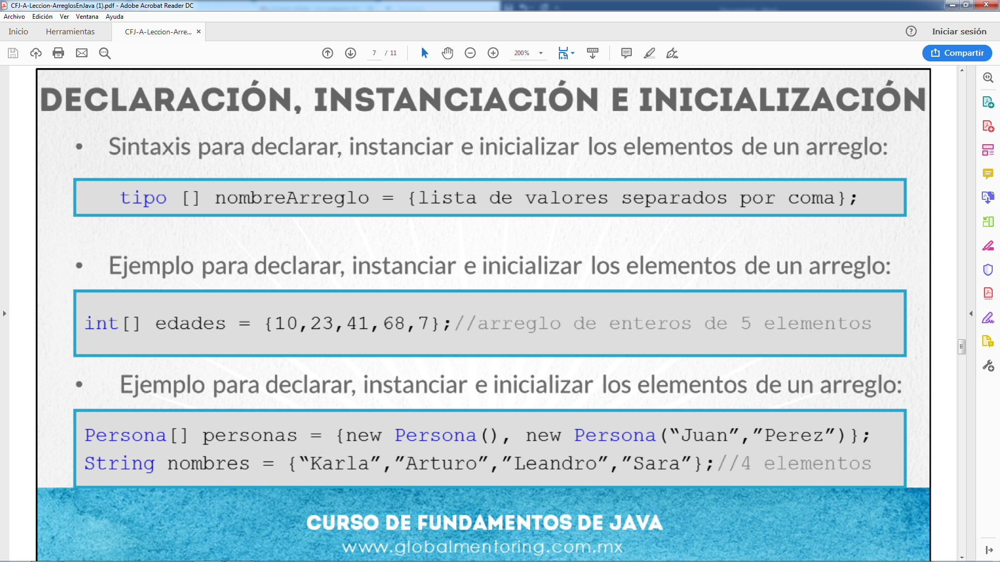 CFJ-A-Leccion-ArreglosEnJava (1).pdf - Adobe Acrobat Reader DC
Archivo Edición Ver Ventana Ayuda
Inicio Herramientas CFJ-A-Leccion-Arre... × Iniciar sesión
7 / 11 200% Compartir
DECLARACIÓN, INSTANCIACIÓN E INICIALIZACIÓN
• Sintaxis para declarar, instanciar e inicializar los elementos de un arreglo:
tipo [] nombreArreglo = {lista de valores separados por coma};
• Ejemplo para declarar, instanciar e inicializar los elementos de un arreglo:
int[] edades = {10,23,41,68,7};//arreglo de enteros de 5 elementos
• Ejemplo para declarar, instanciar e inicializar los elementos de un arreglo:
Persona[] personas = {new Persona(), new Persona(“Juan”,”Perez”)};
String nombres = {“Karla”,”Arturo”,”Leandro”,”Sara”};//4 elementos
CURSO DE FUNDAMENTOS DE JAVA
www.globalmentoring.com.mx